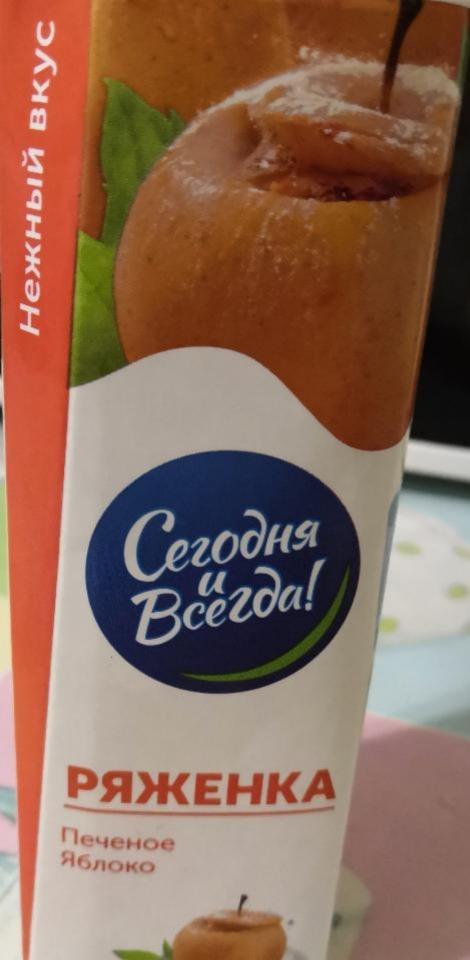 Нежный вкус
Сегодня
и
Всегда!
РЯЖЕНКА
Печеное
Яблоко